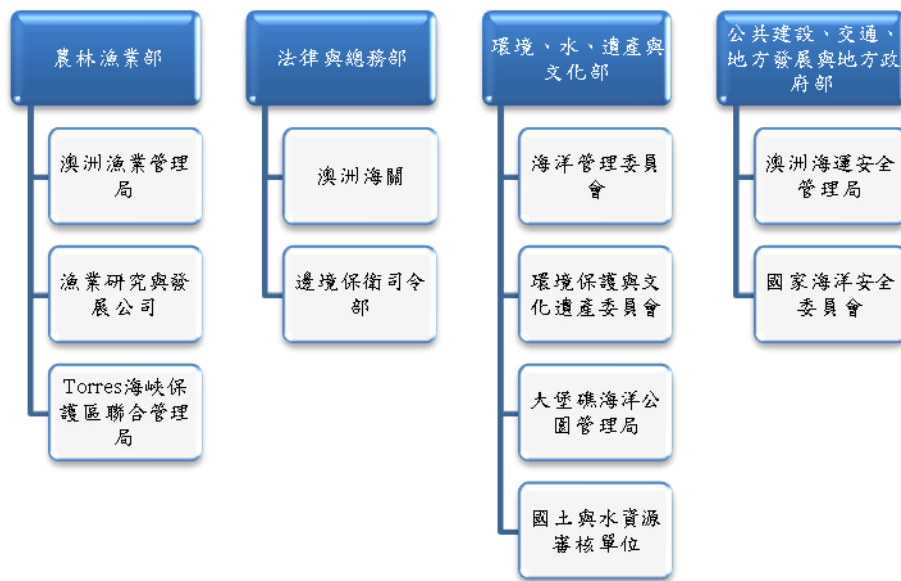 農林漁業部
澳洲漁業管理
局
漁業研究與發
展公司
Torres海峽保
護區聯合管理
局
法律與總務部
澳洲海關
邊境保衛司令
部
環境、水、遺產與
文化部
海洋管理委員
會
環境保護與文
化遺產委員會
大堡礁海洋公
園管理局
國土與水資源
審核單位
公共建設、交通、
地方發展與地方政
府部
澳洲海運安全
管理局
國家海洋安全
委員會